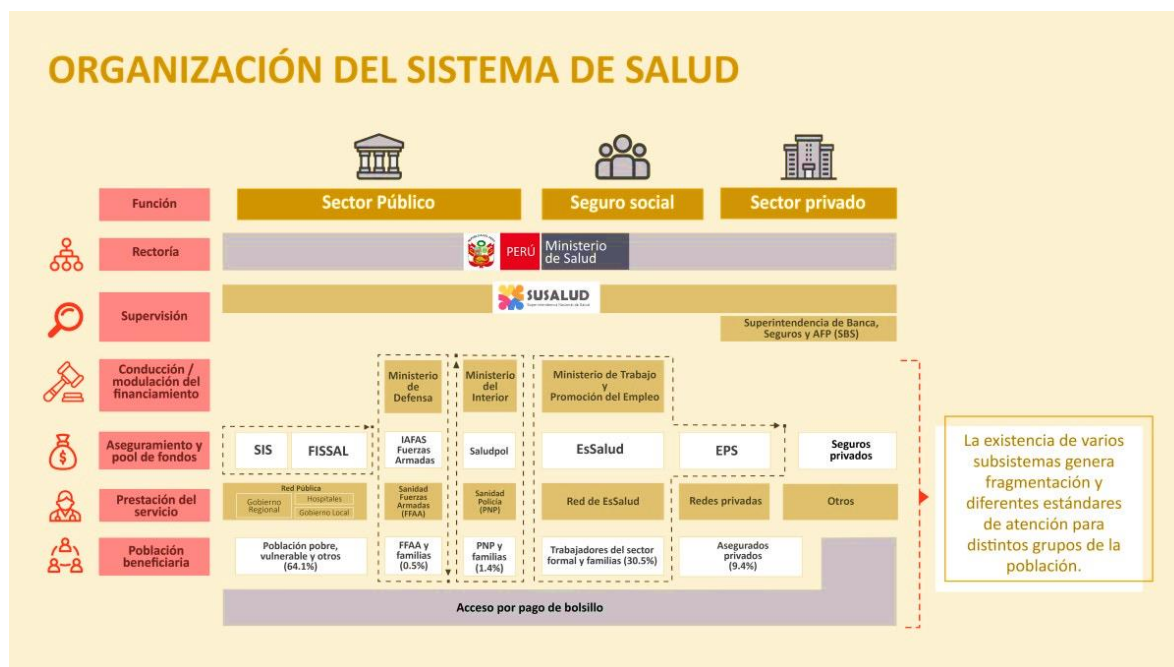 ORGANIZACIÓN DEL SISTEMA DE SALUD
Función
Sector Público
Seguro social
Sector privado
Rectoría
PERÚ
Ministerio
de Salud
Supervisión
SUSALUD
Superintendencia de Banca,
Seguros y AFP (SBS)
Conducción /
modulación del
financiamiento
Ministerio
de
Defensa
Ministerio
del
Interior
Ministerio de Trabajo
y
Promoción del Empleo
Aseguramiento y
pool de fondos
SIS
FISSAL
IAFAS
Fuerzas
Armadas
Saludpol
EsSalud
EPS
Seguros
privados
Prestación del
servicio
Red Pública
Gobierno
Regional
Hospitales
Gobierno Local
Sanidad
Fuerzas
Armadas
(FFAA)
Sanidad
Policía
(PNP)
Red de EsSalud
Redes privadas
Otros
Población
beneficiaria
Población pobre,
vulnerable y otros
(64.1%)
FFAA y
familias
(0.5%)
PNP y
familias
(1.4%)
Trabajadores del sector
formal y familias (30.5%)
Asegurados
privados
(9.4%)
Acceso por pago de bolsillo
La existencia de varios
subsistemas genera
fragmentación y
diferentes estándares
de atención para
distintos grupos de la
población.